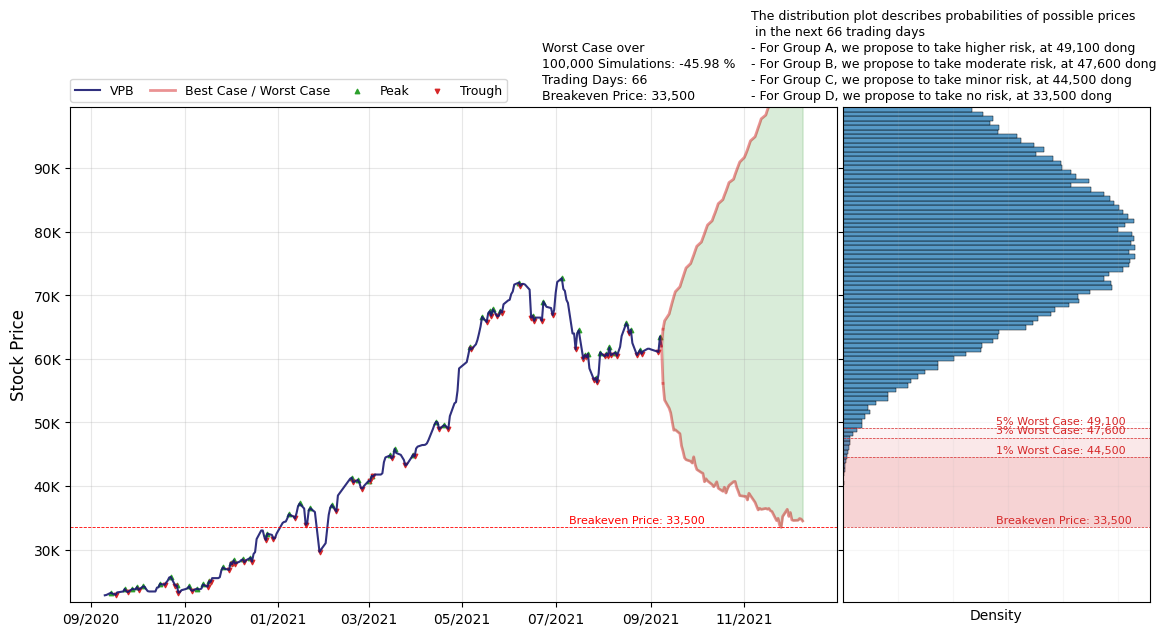 The distribution plot describes probabilities of possible prices
in the next 66 trading days
- For Group A, we propose to take higher risk, at 49,100 dong
- For Group B, we propose to take moderate risk, at 47,600 dong
- For Group C, we propose to take minor risk, at 44,500 dong
- For Group D, we propose to take no risk, at 33,500 dong
Worst Case over
100,000 Simulations: -45.98 %
Trading Days: 66
Breakeven Price: 33,500
VPB
Best Case / Worst Case
Peak
Trough
Stock Price
90K
80K
70K
60K
50K
40K
30K
Breakeven Price: 33,500
09/2020
11/2020
01/2021
03/2021
05/2021
07/2021
09/2021
11/2021
5% Worst Case: 49,100
3% Worst Case: 47,600
1% Worst Case: 44,500
Breakeven Price: 33,500
Density